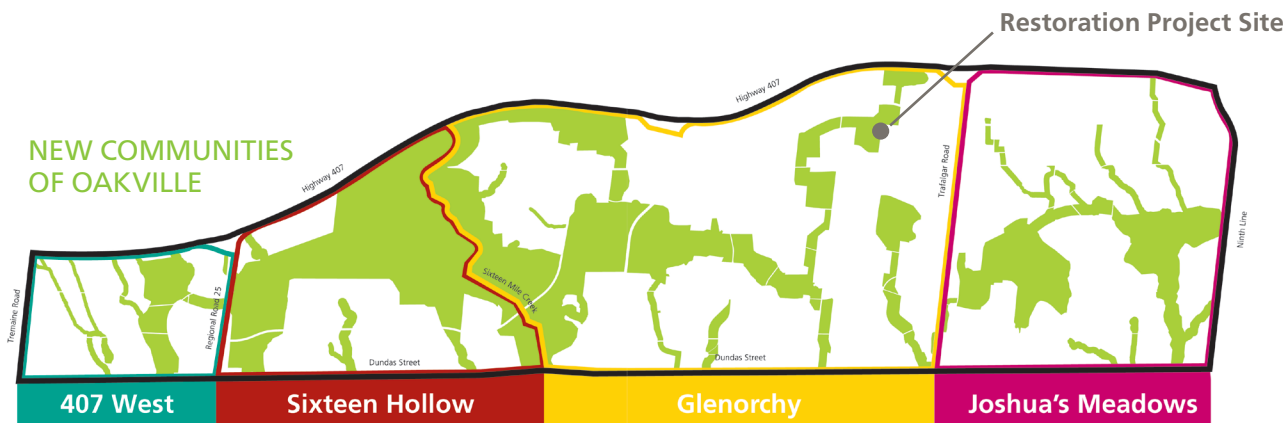 Restoration Project Site
Highway 407
NEW COMMUNITIES
OF OAKVILLE
Highway 407
Trafalgar Road
Ninth Line
Tremaine Road
Regional Road 25
Sixteen Mile Creek
Dundas Street
Dundas Street
407 West
Sixteen Hollow
Glenorchy
Joshua's Meadows